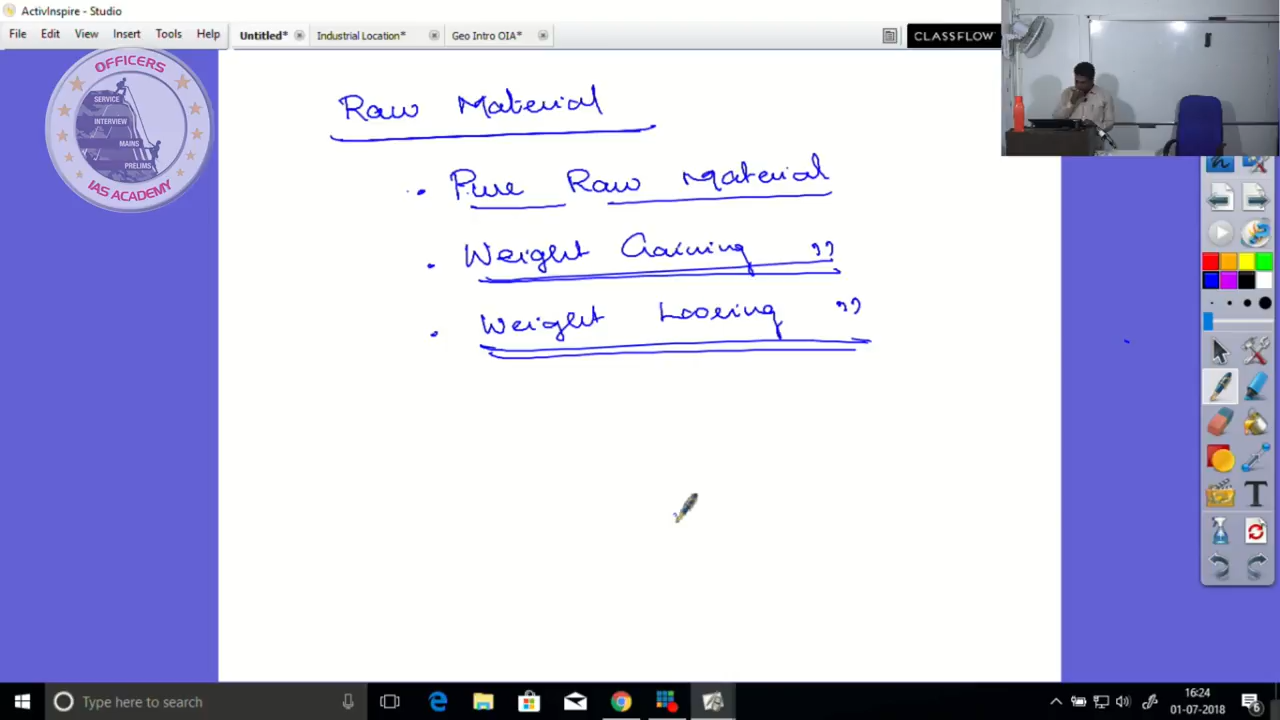 ActivInspire - Studio
File Edit View Insert Tools Help Untitled* Industrial Location* Geo Intro OIA* CLASSFLOW
OFFICERS
SERVICE
INTERVIEW
MAINS
PRELIMS
IAS ACADEMY
Raw Material
. Pure Raw Material
. Weight Gaining ,,
. Weight Loosing ,,
Type here to search
16:24
01-07-2018
6